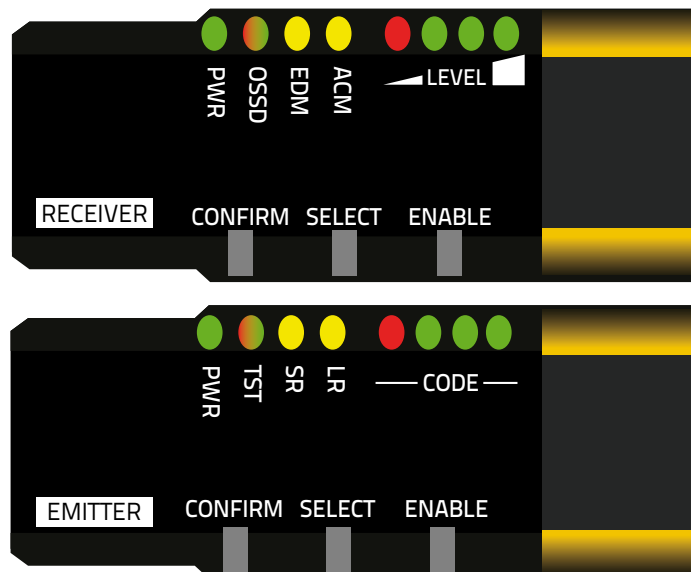 PWR OSSD EDM ACM LEVEL
RECEIVER CONFIRM SELECT ENABLE
PWR TST SR LR CODE
EMITTER CONFIRM SELECT ENABLE